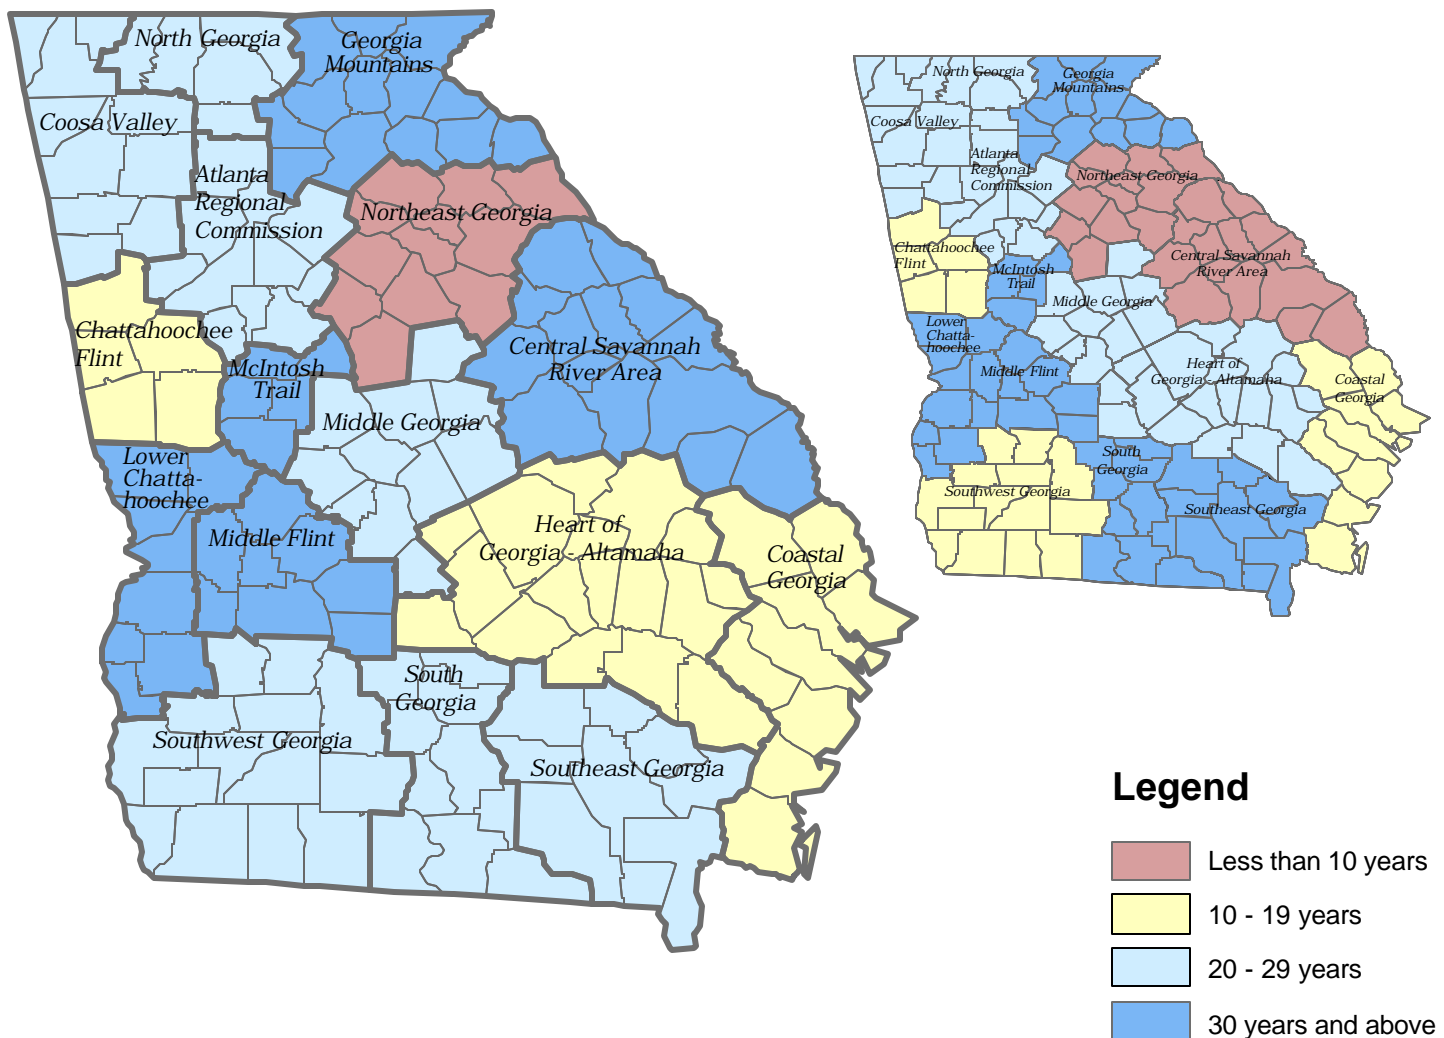 North Georgia
Georgia
Mountains
Coosa Valley
Atlanta
Regional
Commission
Northeast Georgia
Chattahoochee
Flint
McIntosh
Trail
Central Savannah
River Area
Middle Georgia
Lower
Chatta-
hoochee
Middle Flint
Heart of
Georgia - Altamaha
Coastal
Georgia
South
Georgia
Southwest Georgia
Southeast Georgia
North Georgia
Georgia
Mountains
Coosa Valley
Atlanta
Regional
Commission
Northeast Georgia
Chattahoochee
Flint
McIntosh
Trail
Central Savannah
River Area
Middle Georgia
Lower
Chatta-
hoochee
Middle Flint
Heart of
Georgia - Altamaha
Coastal
Georgia
South
Georgia
Southwest Georgia
Southeast Georgia
Legend
Less than 10 years
10 - 19 years
20 - 29 years
30 years and above